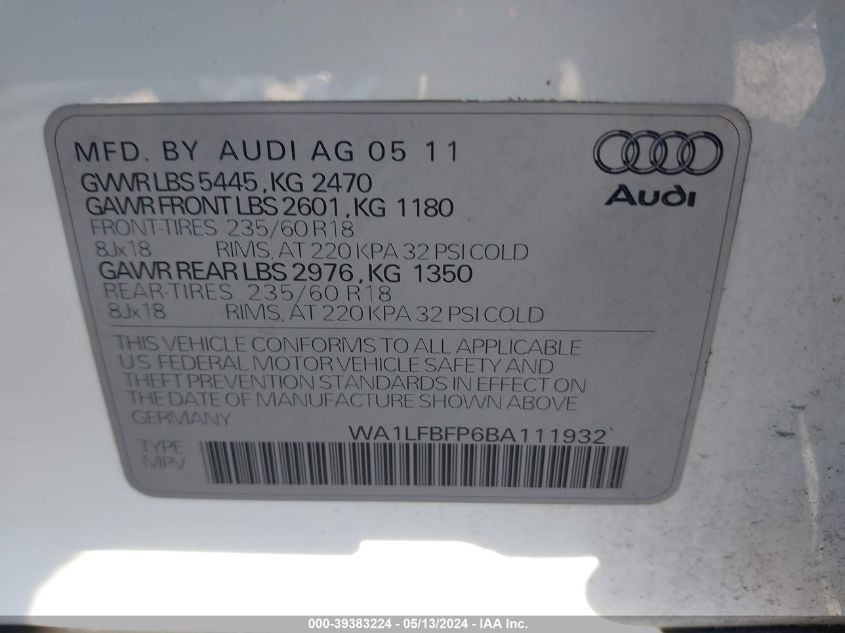 MFD. BY AUDI AG 05 11
GVWR LBS 5445, KG 2470
GAWR FRONT LBS 2601, KG 1180
FRONT-TIRES 235/60 R18
8Jx18 RIMS, AT 220 KPA 32 PSI COLD
GAWR REAR LBS 2976, KG 1350
REAR-TIRES 235/60 R18
8Jx18 RIMS, AT 220 KPA 32 PSI COLD
Audi
THIS VEHICLE CONFORMS TO ALL APPLICABLE
US FEDERAL MOTOR VEHICLE SAFETY AND
THEFT PREVENTION STANDARDS IN EFFECT ON
THE DATE OF MANUFACTURE SHOWN ABOVE.
GERMANY
WA1LFBFP6BA111932
TYPE
MPV
000-39383224 - 05/13/2024 - IAA Inc.